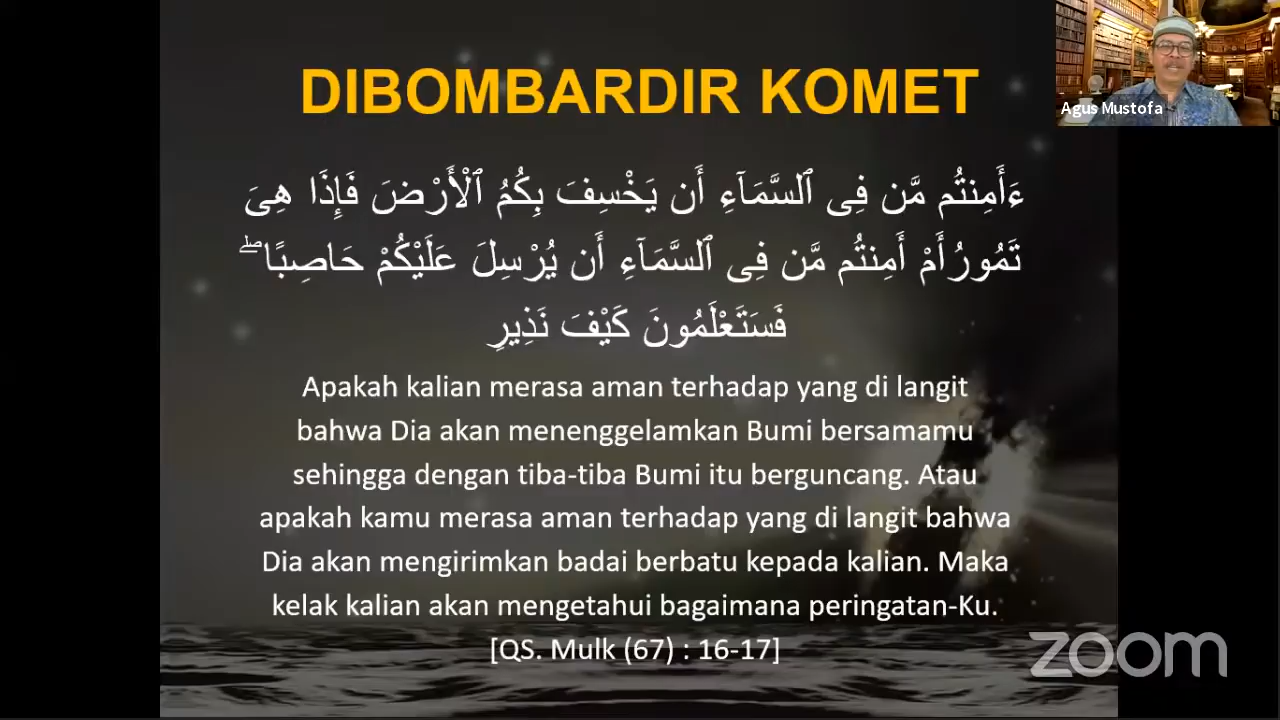 DIBOMBARDIR KOMET
Agus Mustofa
ءَأَمِنتُم مَّن فِى ٱلسَّمَآءِ أَن يَخْسِفَ بِكُمُ ٱلْأَرْضَ فَإِذَا هِىَ
تَمُورُ أَمْ أَمِنتُم مَّن فِى ٱلسَّمَآءِ أَن يُرْسِلَ عَلَيْكُمْ حَاصِبًا ۖ
فَسَتَعْلَمُونَ كَيْفَ نَذِيرِ
Apakah kalian merasa aman terhadap yang di langit
bahwa Dia akan menenggelamkan Bumi bersamamu
sehingga dengan tiba-tiba Bumi itu berguncang. Atau
apakah kamu merasa aman terhadap yang di langit bahwa
Dia akan mengirimkan badai berbatu kepada kalian. Maka
kelak kalian akan mengetahui bagaimana peringatan-Ku.
[QS. Mulk (67) : 16-17]
zoom